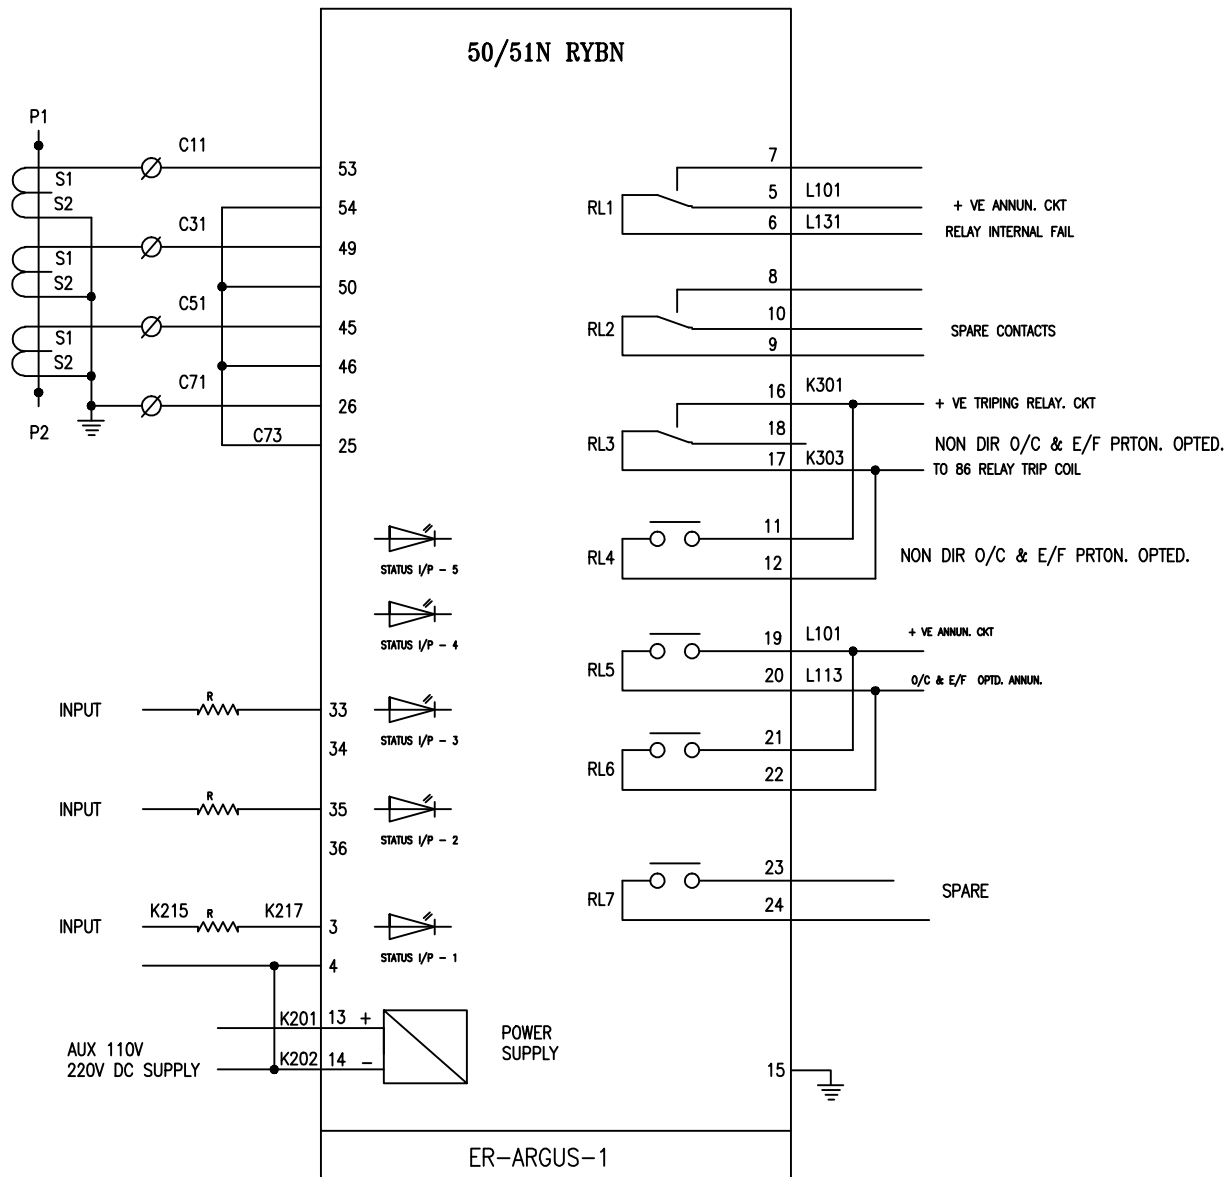 50/51N RYBN
P1
S1
S2
S1
S2
S1
S2
P2
C11
C31
C51
C71
C73
53
54
49
50
45
46
26
25
STATUS I/P - 5
STATUS I/P - 4
INPUT
R
33
34
STATUS I/P - 3
INPUT
R
35
36
STATUS I/P - 2
INPUT
K215
R
K217
3
4
STATUS I/P - 1
AUX 110V
220V DC SUPPLY
K201
13 +
K202
14 -
POWER
SUPPLY
RL1
7
5
L101
6
L131
+ VE ANNUN. CKT
RELAY INTERNAL FAIL
RL2
8
10
9
SPARE CONTACTS
RL3
16
K301
18
17
K303
+ VE TRIPING RELAY. CKT
NON DIR O/C & E/F PRTON. OPTED.
TO 86 RELAY TRIP COIL
RL4
11
12
NON DIR O/C & E/F PRTON. OPTED.
RL5
19
L101
20
L113
+ VE ANNUN. CKT
O/C & E/F OPTD. ANNUN.
RL6
21
22
RL7
23
24
SPARE
15
ER-ARGUS-1